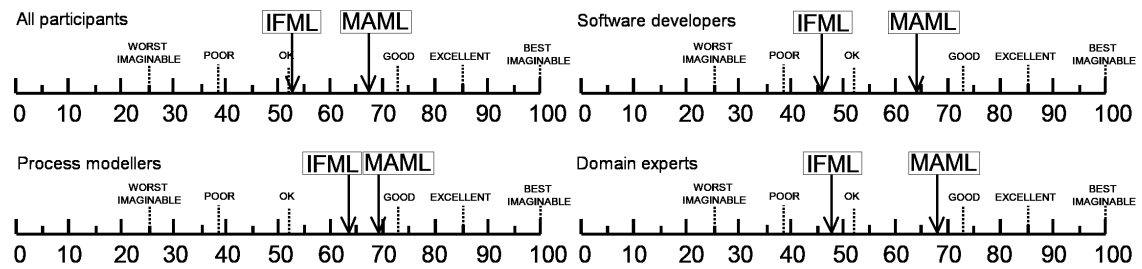 All participants
IFML MAML
WORST
IMAGINABLE
POOR
OK
GOOD
EXCELLENT
BEST
IMAGINABLE
0 10 20 30 40 50 60 70 80 90 100
Software developers
IFML MAML
WORST
IMAGINABLE
POOR
OK
GOOD
EXCELLENT
BEST
IMAGINABLE
0 10 20 30 40 50 60 70 80 90 100
Process modellers
IFML MAML
WORST
IMAGINABLE
POOR
OK
GOOD
EXCELLENT
BEST
IMAGINABLE
0 10 20 30 40 50 60 70 80 90 100
Domain experts
IFML MAML
WORST
IMAGINABLE
POOR
OK
GOOD
EXCELLENT
BEST
IMAGINABLE
0 10 20 30 40 50 60 70 80 90 100